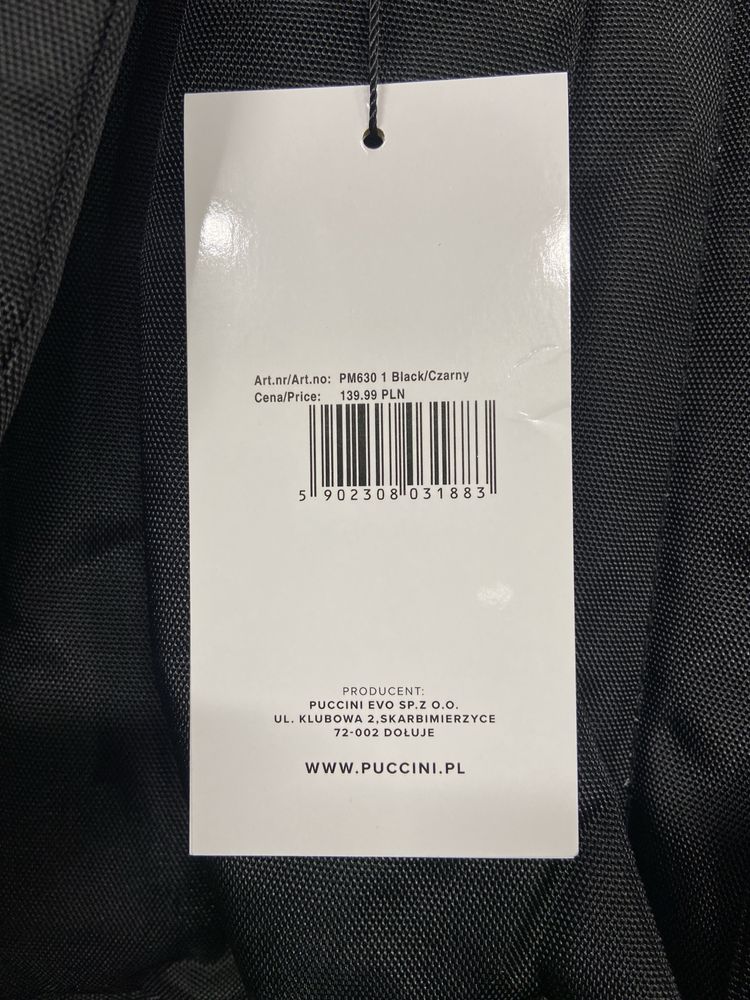 Art.nr/Art.no: PM630 1 Black/Czarny
Cena/Price: 139.99 PLN
5 902308 031883
PRODUCENT:
PUCCINI EVO SP.Z O.O.
UL. KLUBOWA 2,SKARBIMIERZYCE
72-002 DOŁUJE
WWW.PUCCINI.PL